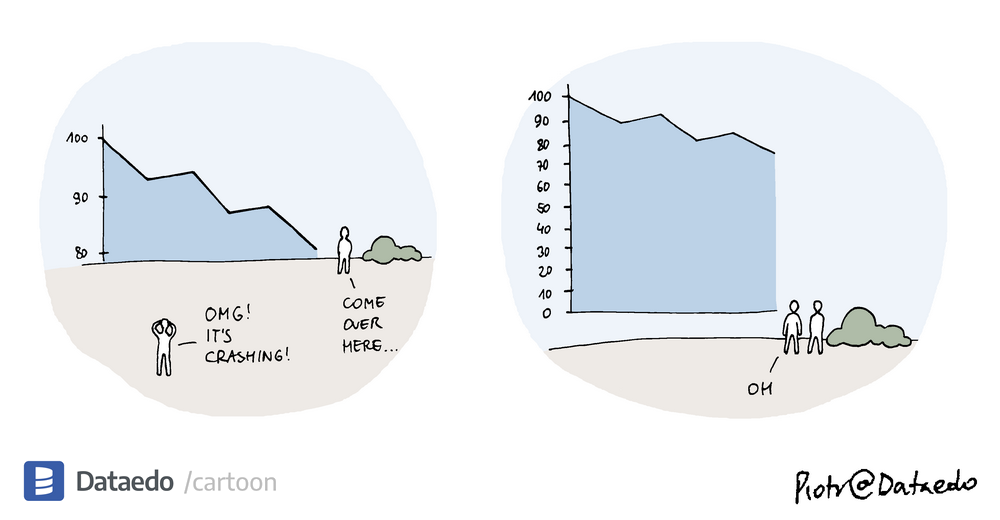 100
90
80
OMG!
IT'S
CRASHING!
COME
OVER
HERE...
100
90
80
70
60
50
40
30
20
10
0
OH
Dataedo /cartoon
Piotr@Dataedo